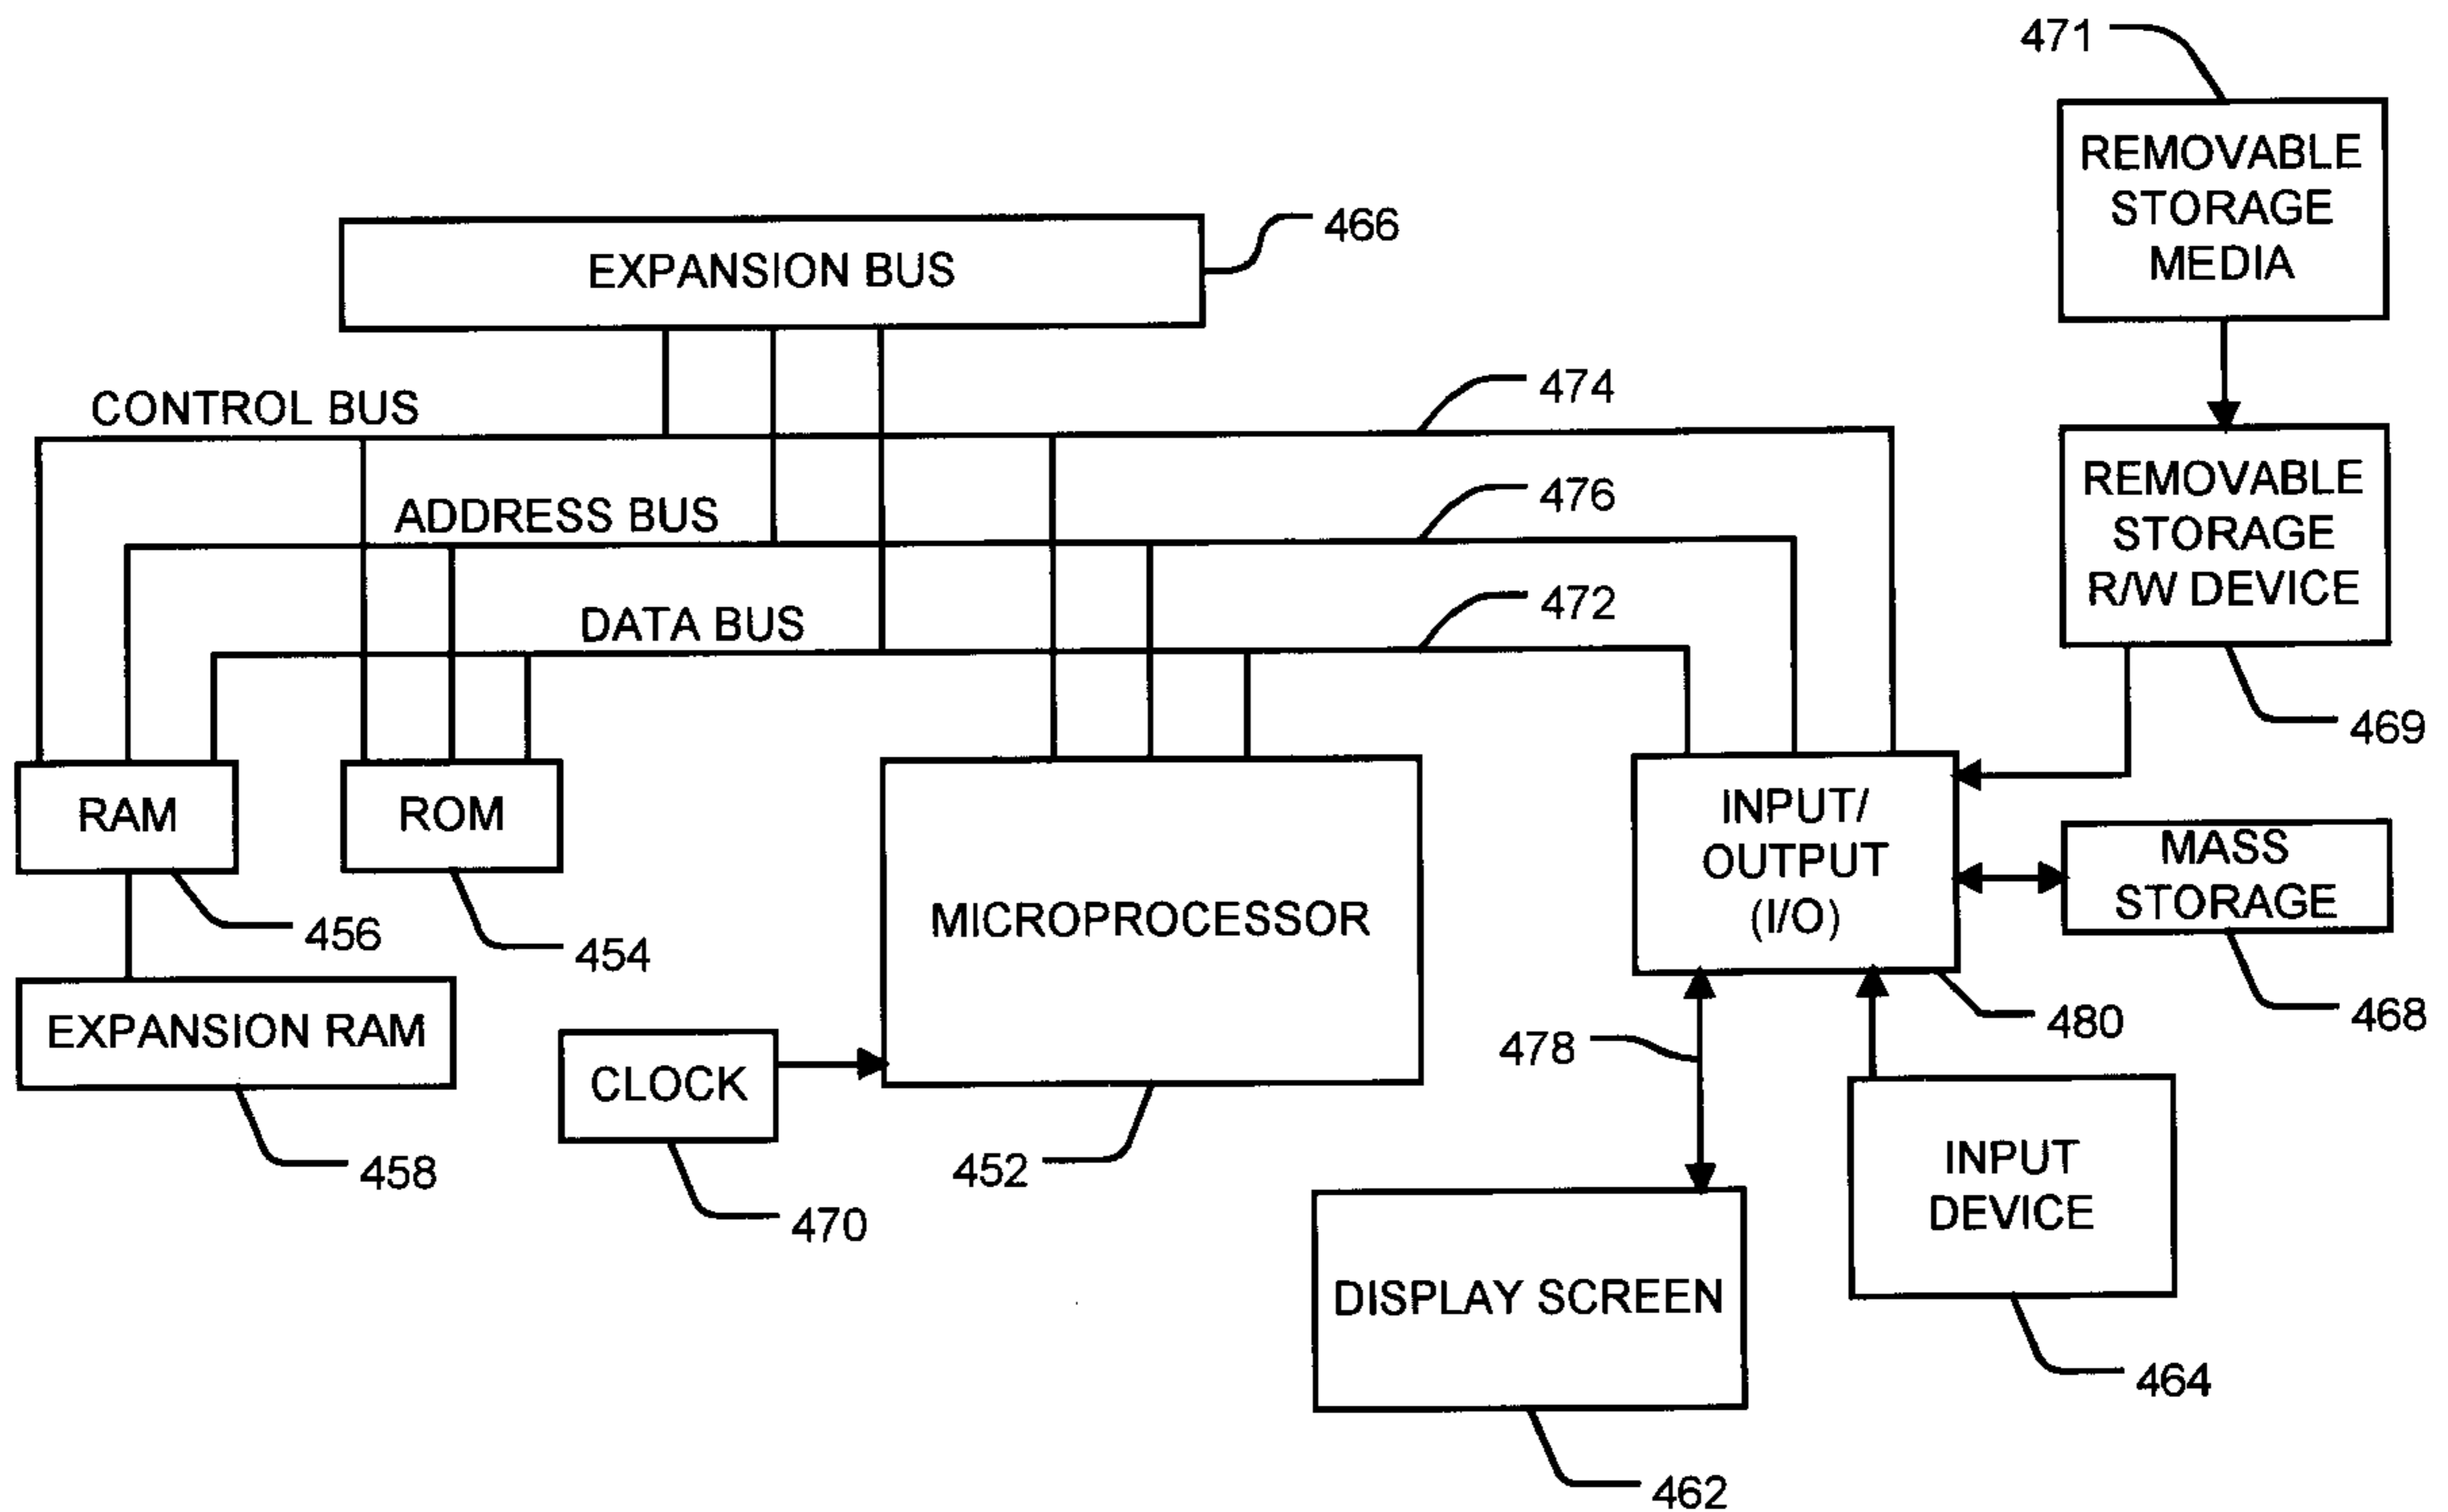 471
REMOVABLE
STORAGE
MEDIA
EXPANSION BUS
466
CONTROL BUS
474
ADDRESS BUS
476
REMOVABLE
STORAGE
R/W DEVICE
DATA BUS
472
469
RAM
ROM
MICROPROCESSOR
INPUT/
OUTPUT
(I/O)
MASS
STORAGE
456
454
EXPANSION RAM
CLOCK
478
480
468
458
470
452
INPUT
DEVICE
DISPLAY SCREEN
464
462